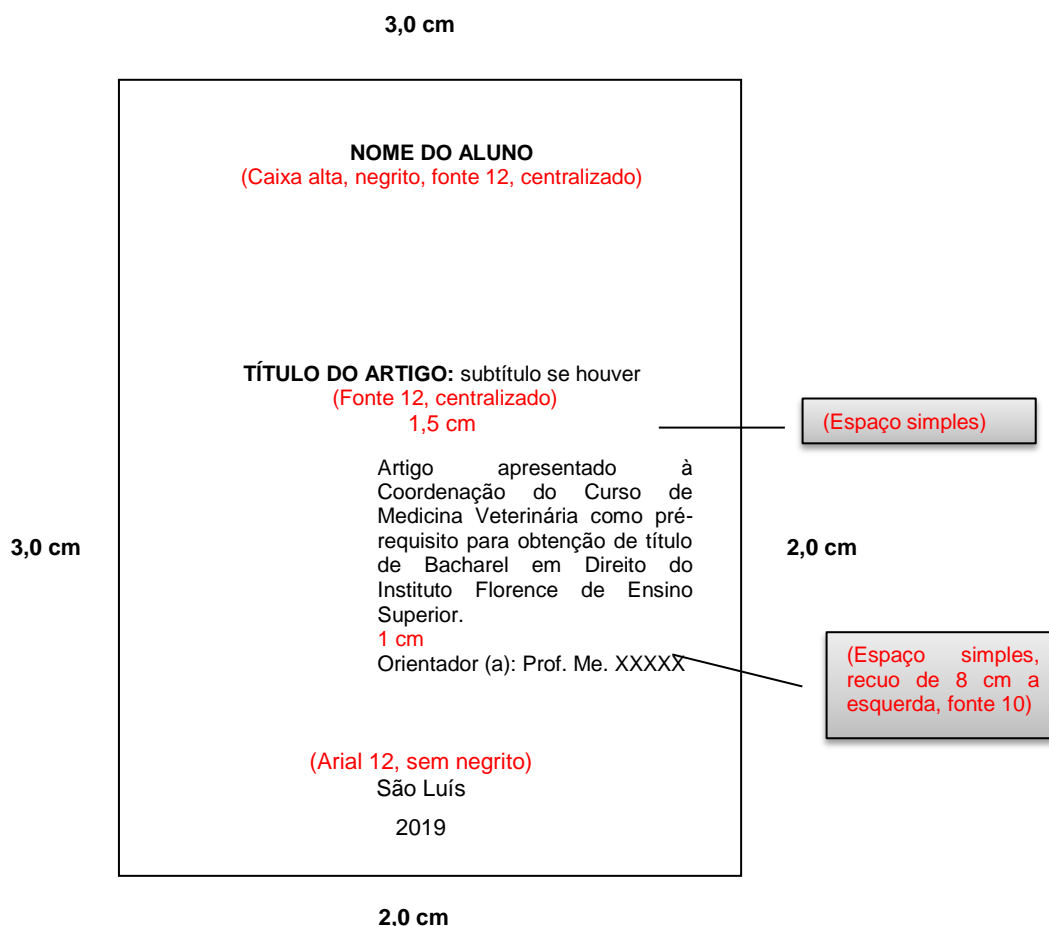 3,0 cm
NOME DO ALUNO
(Caixa alta, negrito, fonte 12, centralizado)
TÍTULO DO ARTIGO: subtítulo se houver
(Fonte 12, centralizado)
1,5 cm
(Espaço simples)
Artigo apresentado à
Coordenação do Curso de
Medicina Veterinária como pré-
requisito para obtenção de título
de Bacharel em Direito do
Instituto Florence de Ensino
Superior.
3,0 cm
2,0 cm
1 cm
Orientador (a): Prof. Me. XXXXX
(Espaço simples,
recuo de 8 cm a
esquerda, fonte 10)
(Arial 12, sem negrito)
São Luís
2019
2,0 cm